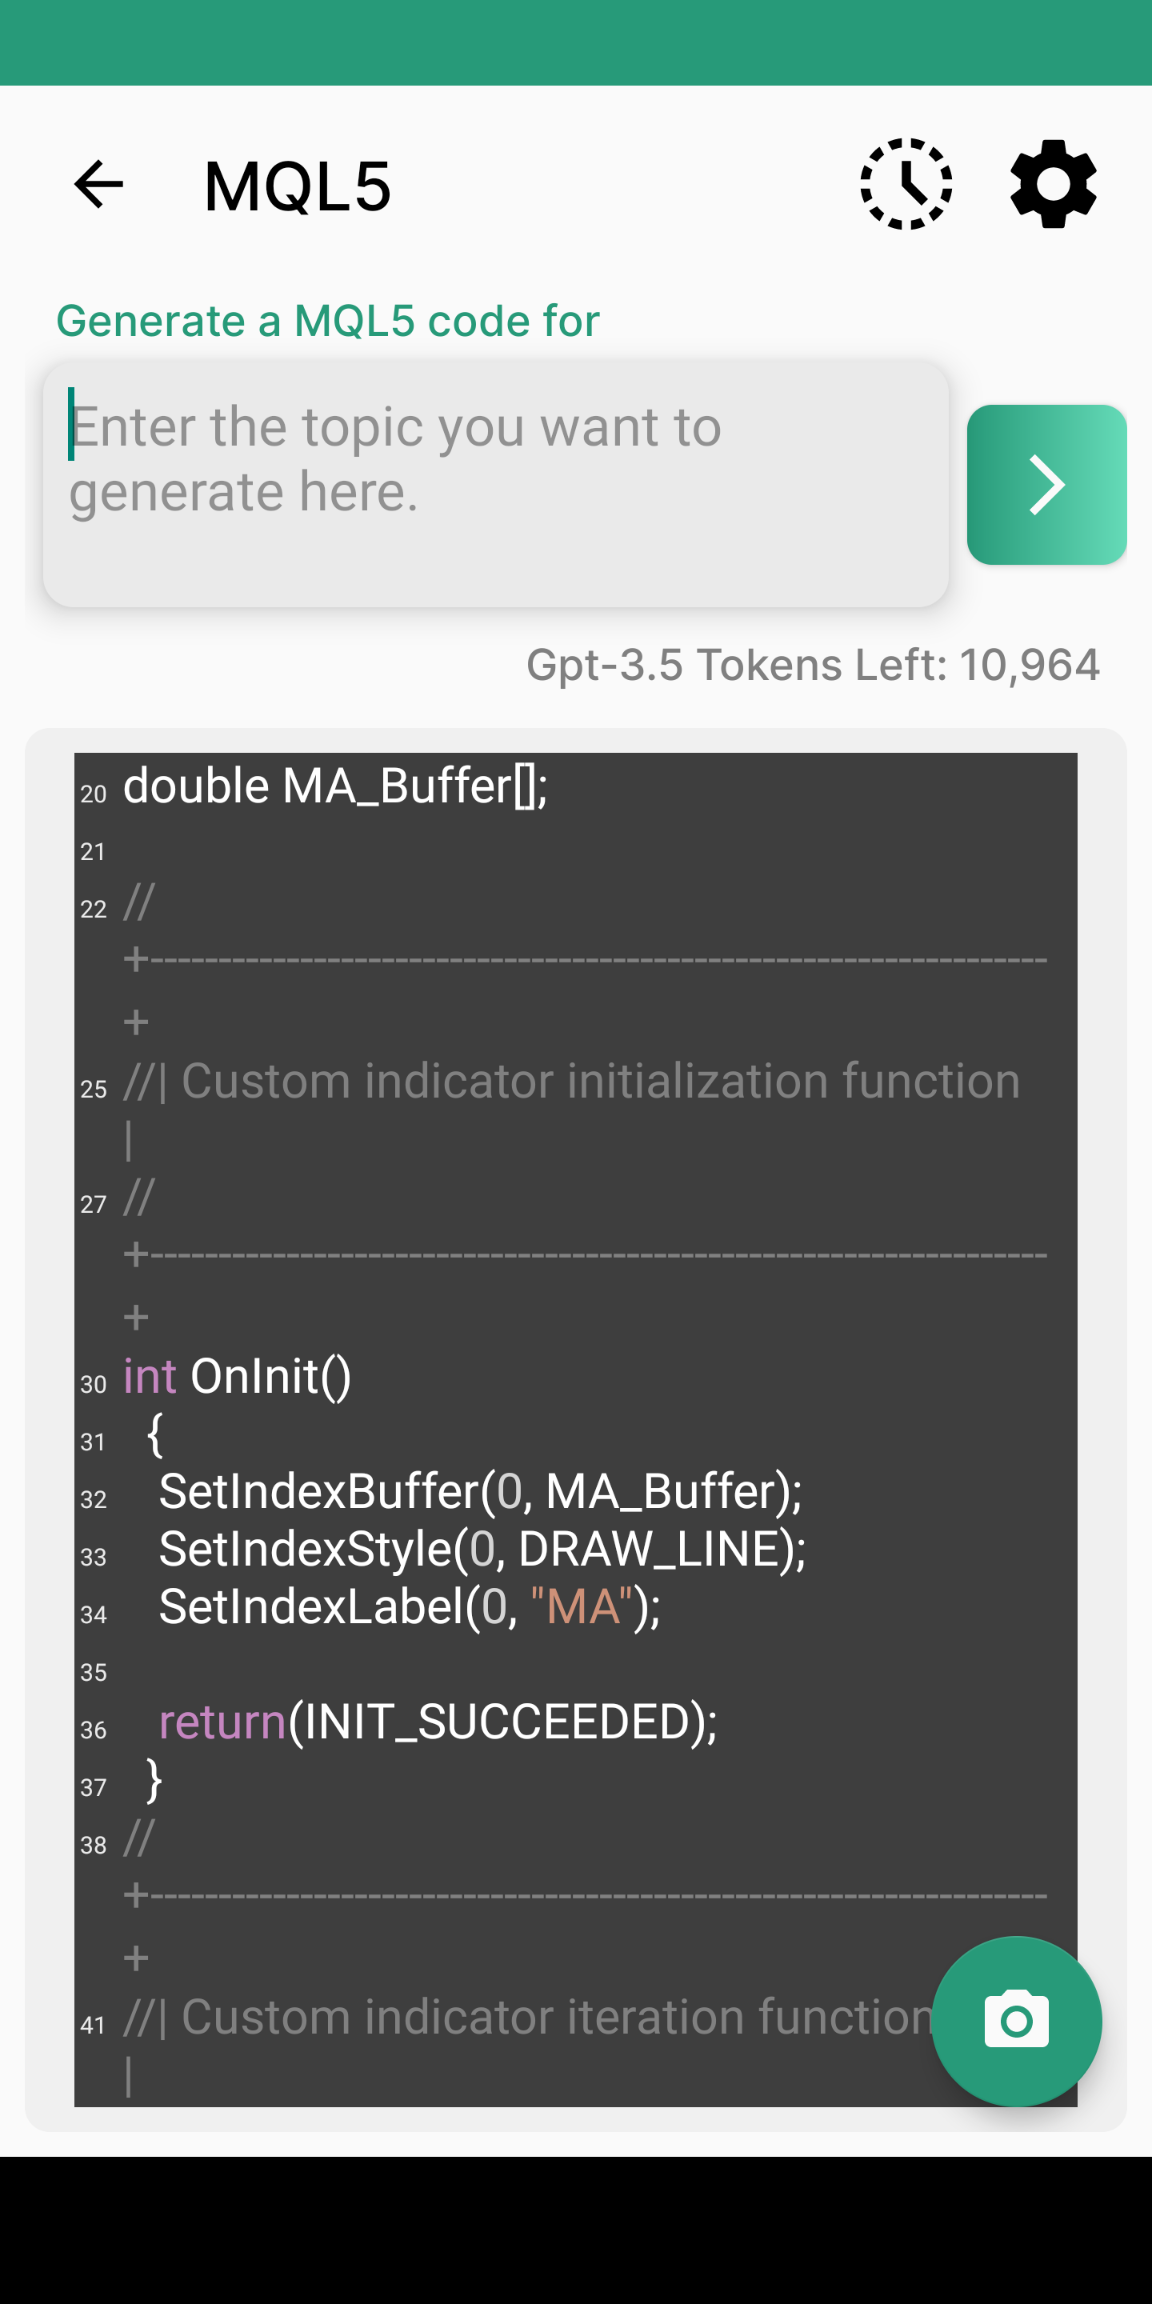 MQL5
Generate a MQL5 code for
Enter the topic you want to
generate here.
Gpt-3.5 Tokens Left: 10,964
20 double MA_Buffer[];
21
22 //
+------------------------------------------------------------------
+
25 //| Custom indicator initialization function
|
27 //
+------------------------------------------------------------------
+
30 int OnInit()
31 {
32 SetIndexBuffer(0, MA_Buffer);
33 SetIndexStyle(0, DRAW_LINE);
34 SetIndexLabel(0, "MA");
35
36 return(INIT_SUCCEEDED);
37 }
38 //
+------------------------------------------------------------------
+
41 //| Custom indicator iteration function
|